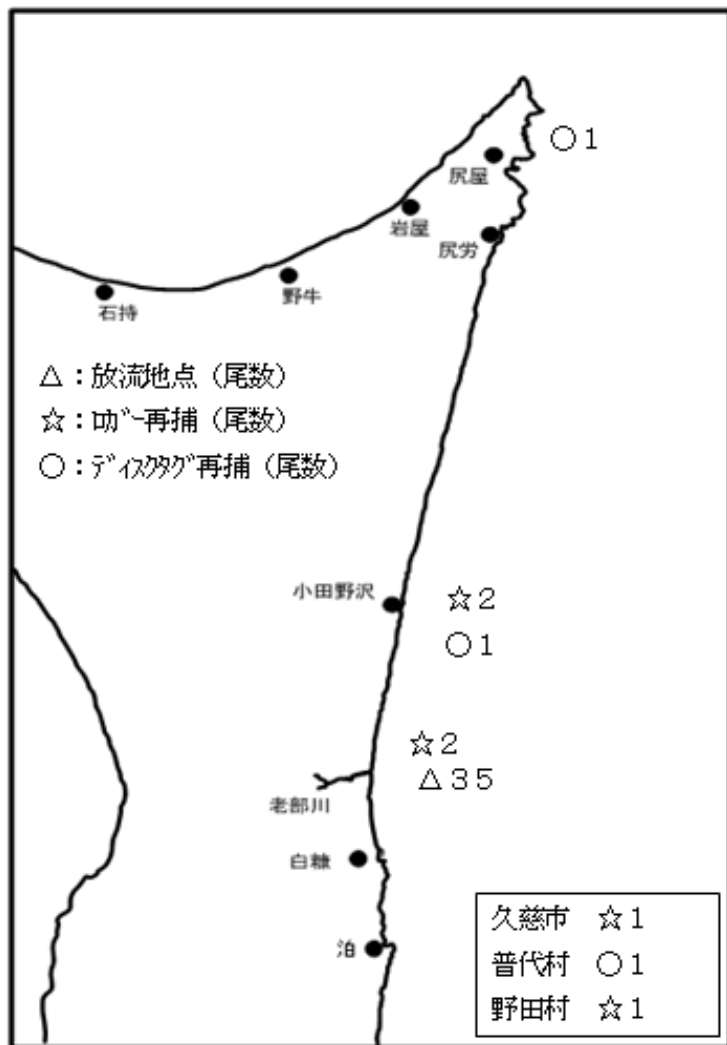 ○1
尻屋
岩屋
尻労
野牛
石持
△：放流地点（尾数）
☆：ﾛｶﾞｰ再捕（尾数）
○：ﾃﾞｨｽｸﾀｸﾞ再捕（尾数）
小田野沢
☆2
○1
☆2
△35
老部川
白糠
泊
久慈市 ☆1
普代村 ○1
野田村 ☆1